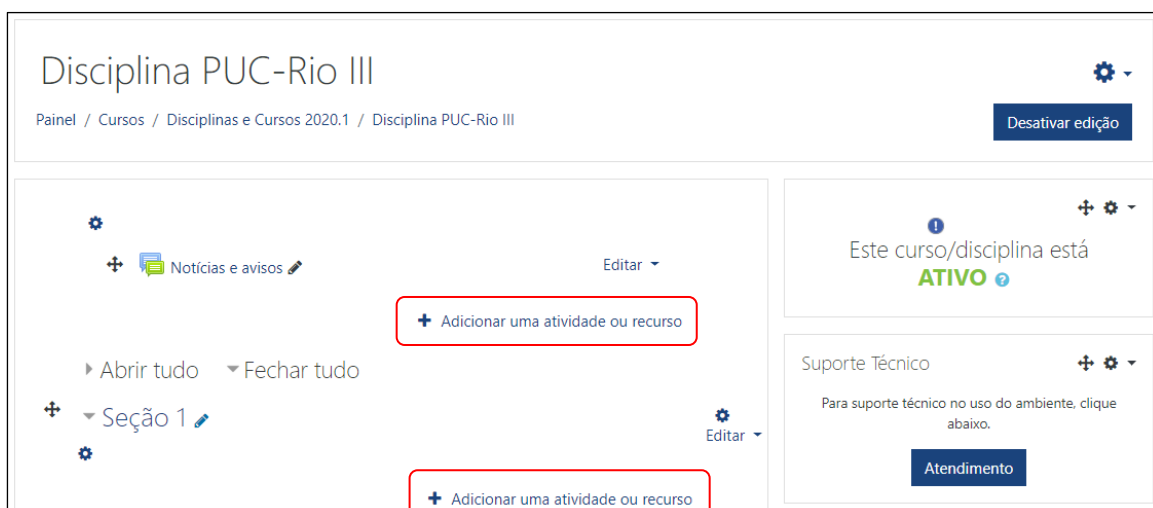 Disciplina PUC-Rio III
Painel / Cursos / Disciplinas e Cursos 2020.1 / Disciplina PUC-Rio III
Desativar edição
Notícias e avisos
Editar
Adicionar uma atividade ou recurso
Abrir tudo
Fechar tudo
Seção 1
Editar
Adicionar uma atividade ou recurso
Este curso/disciplina está
ATIVO
Suporte Técnico
Para suporte técnico no uso do ambiente, clique
abaixo.
Atendimento